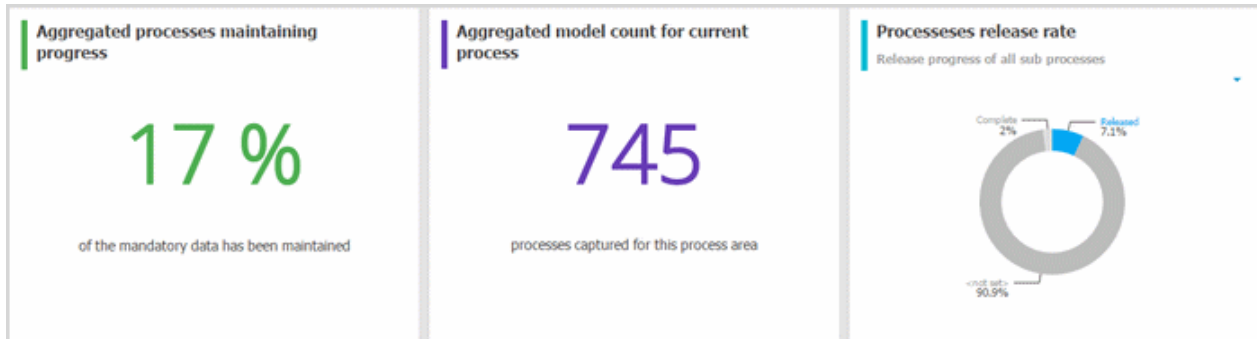 Aggregated processes maintaining
progress
17 %
of the mandatory data has been maintained
Aggregated model count for current
process
745
processes captured for this process area
Processeses release rate
Release progress of all sub processes
Complete
2%
Released
7.1%
<not set>
90.9%